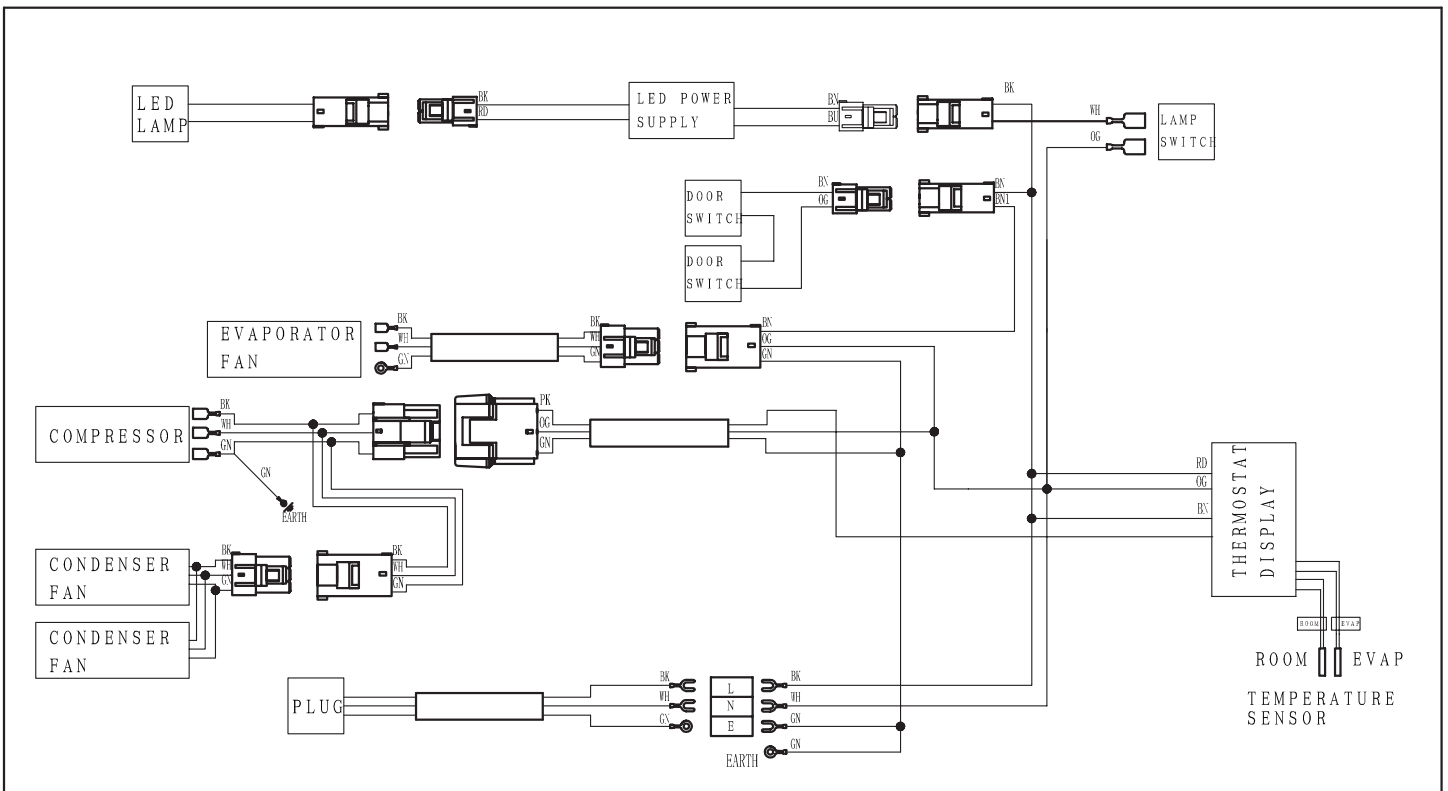 LED
LAMP
BK
RD
LED POWER
SUPPLY
BN
BU
BK
WH
OG
LAMP
SWITCH
DOOR
SWITCH
BN
OG
BN
BN1
DOOR
SWITCH
EVAPORATOR
FAN
BK
WH
GN
BK
WH
GN
BN
OG
GN
COMPRESSOR
BK
WH
GN
GN
EARTH
PK
OG
GN
RD
OG
BN
THERMOSTAT
DISPLAY
CONDENSER
FAN
BK
WH
GN
BK
WH
GN
CONDENSER
FAN
ROOM
EVAP
ROOM
EVAP
TEMPERATURE
SENSOR
PLUG
BK
WH
GN
L
N
E
BK
WH
GN
EARTH
GN